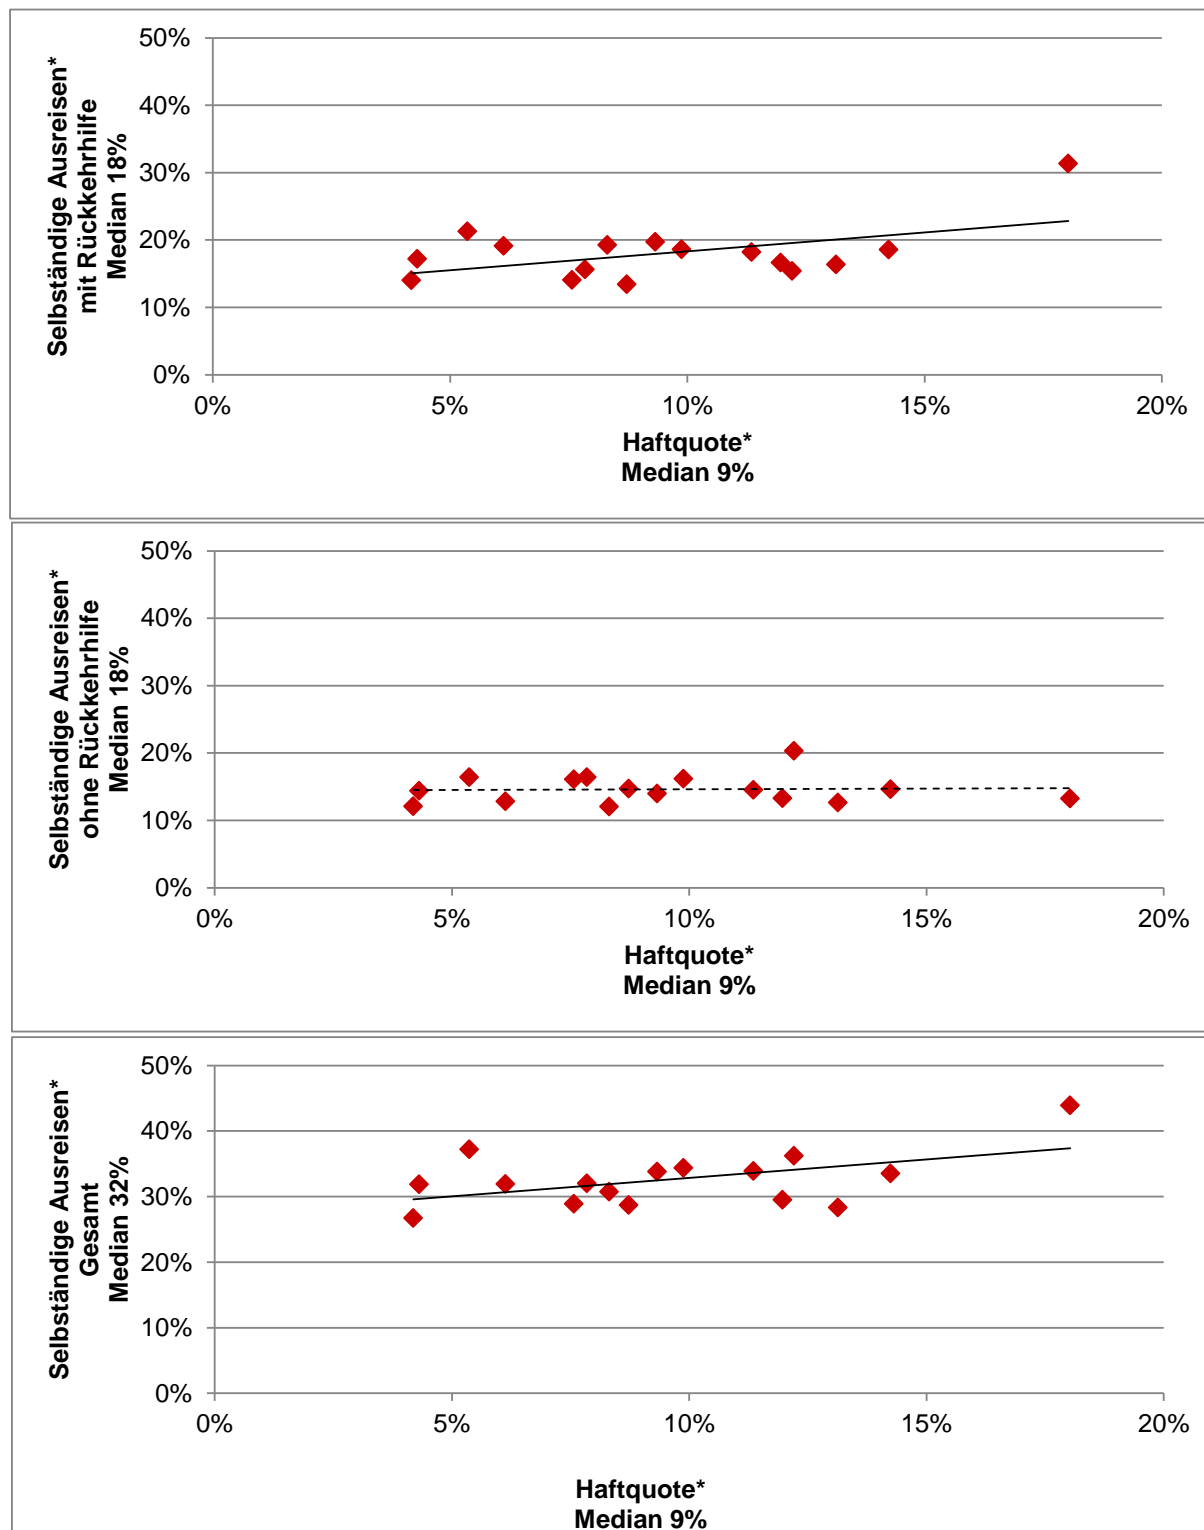 Selbständige Ausreisen*
mit Rückkehrhilfe
Median 18%
50%
40%
30%
20%
10%
0%
0%
5%
10%
15%
20%
Haftquote*
Median 9%
Selbständige Ausreisen*
ohne Rückkehrhilfe
Median 18%
50%
40%
30%
20%
10%
0%
0%
5%
10%
15%
20%
Haftquote*
Median 9%
Selbständige Ausreisen*
Gesamt
Median 32%
50%
40%
30%
20%
10%
0%
0%
5%
10%
15%
20%
Haftquote*
Median 9%